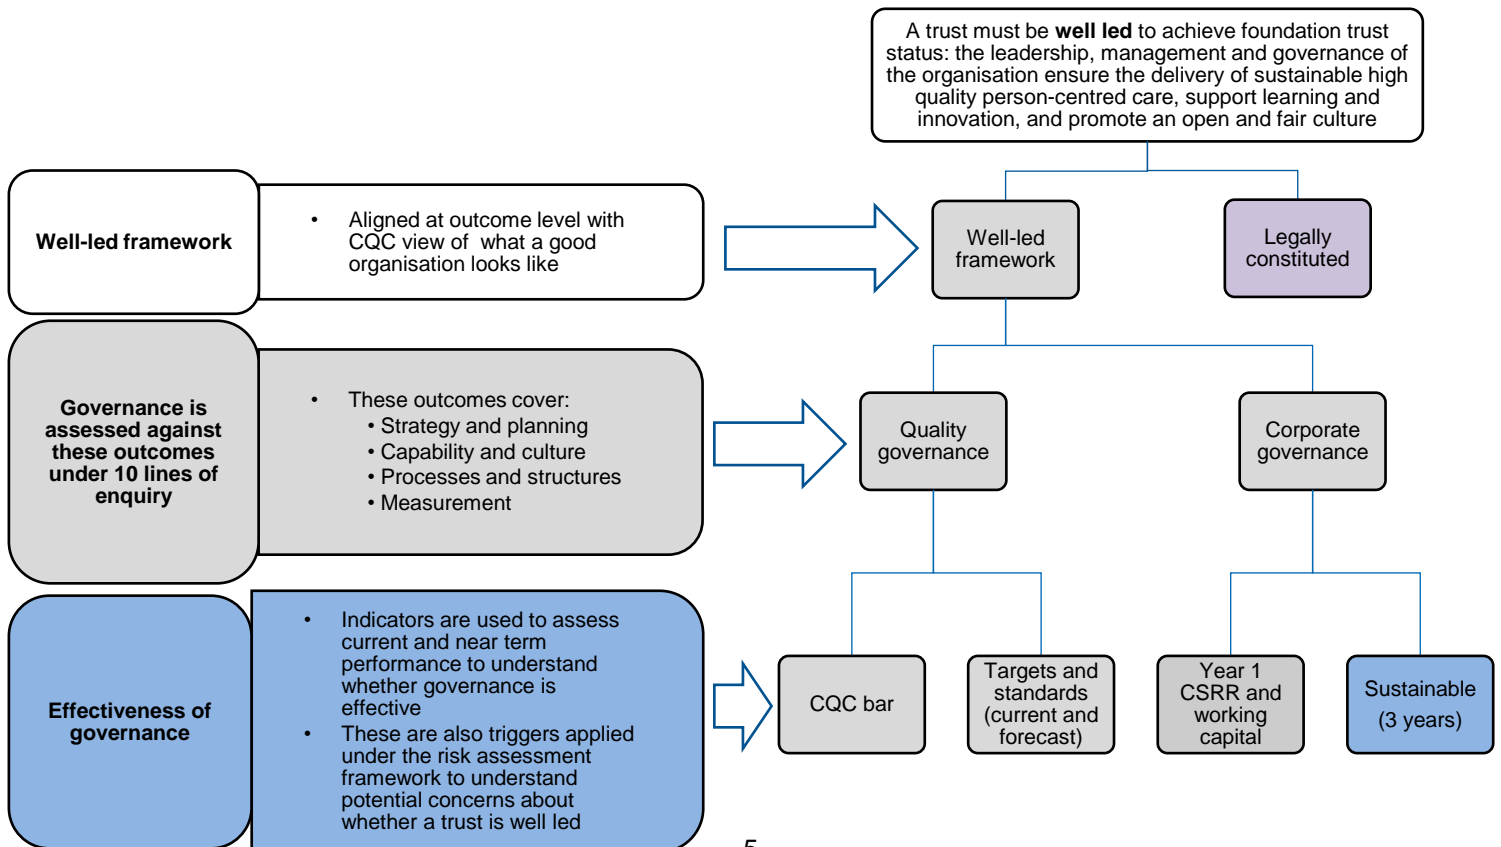 A trust must be well led to achieve foundation trust
status: the leadership, management and governance of
the organisation ensure the delivery of sustainable high
quality person-centred care, support learning and
innovation, and promote an open and fair culture
Well-led framework
• Aligned at outcome level with
CQC view of what a good
organisation looks like
Well-led
framework
Legally
constituted
Governance is
assessed against
these outcomes
under 10 lines of
enquiry
• These outcomes cover:
• Strategy and planning
• Capability and culture
• Processes and structures
• Measurement
Quality
governance
Corporate
governance
Effectiveness of
governance
• Indicators are used to assess
current and near term
performance to understand
whether governance is
effective
• These are also triggers applied
under the risk assessment
framework to understand
potential concerns about
whether a trust is well led
CQC bar
Targets and
standards
(current and
forecast)
Year 1
CSRR and
working
capital
Sustainable
(3 years)
5